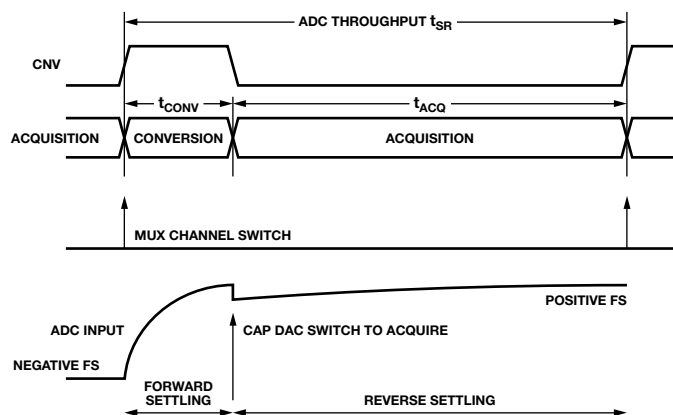 ADC THROUGHPUT tSR
CNV
tCONV
tACQ
ACQUISITION
CONVERSION
ACQUISITION
MUX CHANNEL SWITCH
POSITIVE FS
ADC INPUT
CAP DAC SWITCH TO ACQUIRE
NEGATIVE FS
FORWARD
SETTLING
REVERSE SETTLING